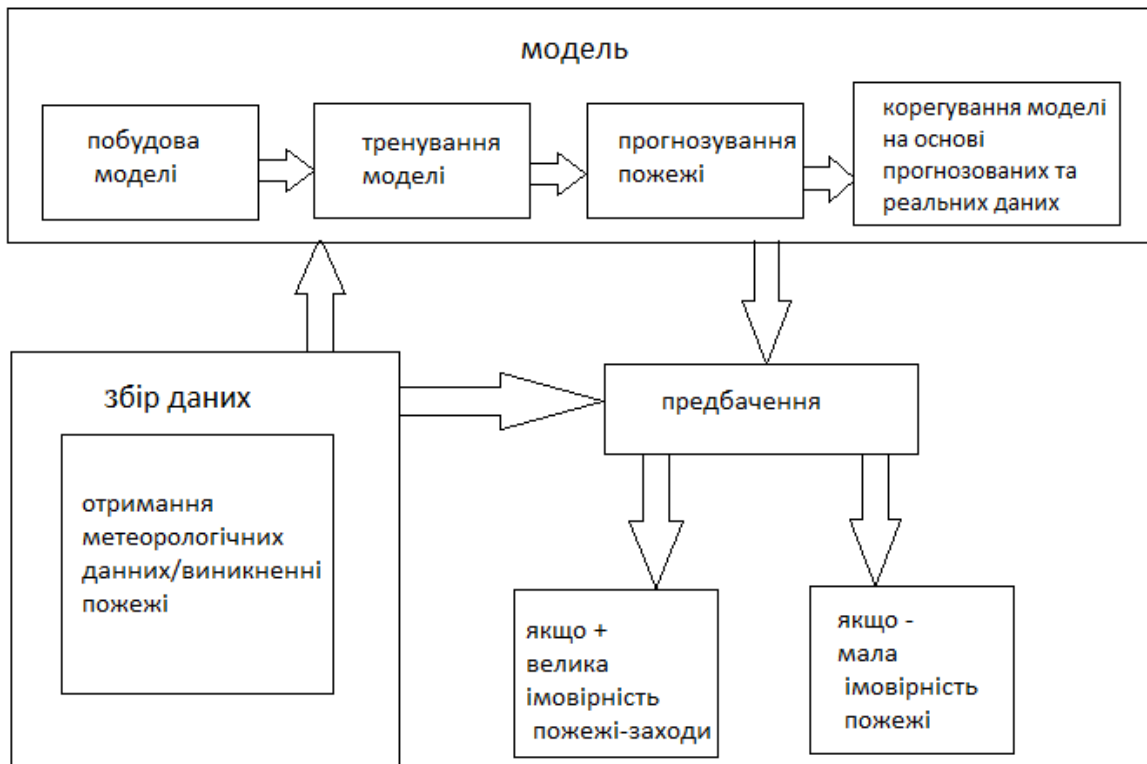 модель
побудова
моделі
тренування
моделі
прогнозування
пожежі
корегування моделі
на основі
прогнозованих та
реальних даних
збір даних
отримання
метеорологічних
данних/виникненні
пожежі
предбачення
якщо +
велика
імовірність
пожежі-заходи
якщо -
мала
імовірність
пожежі